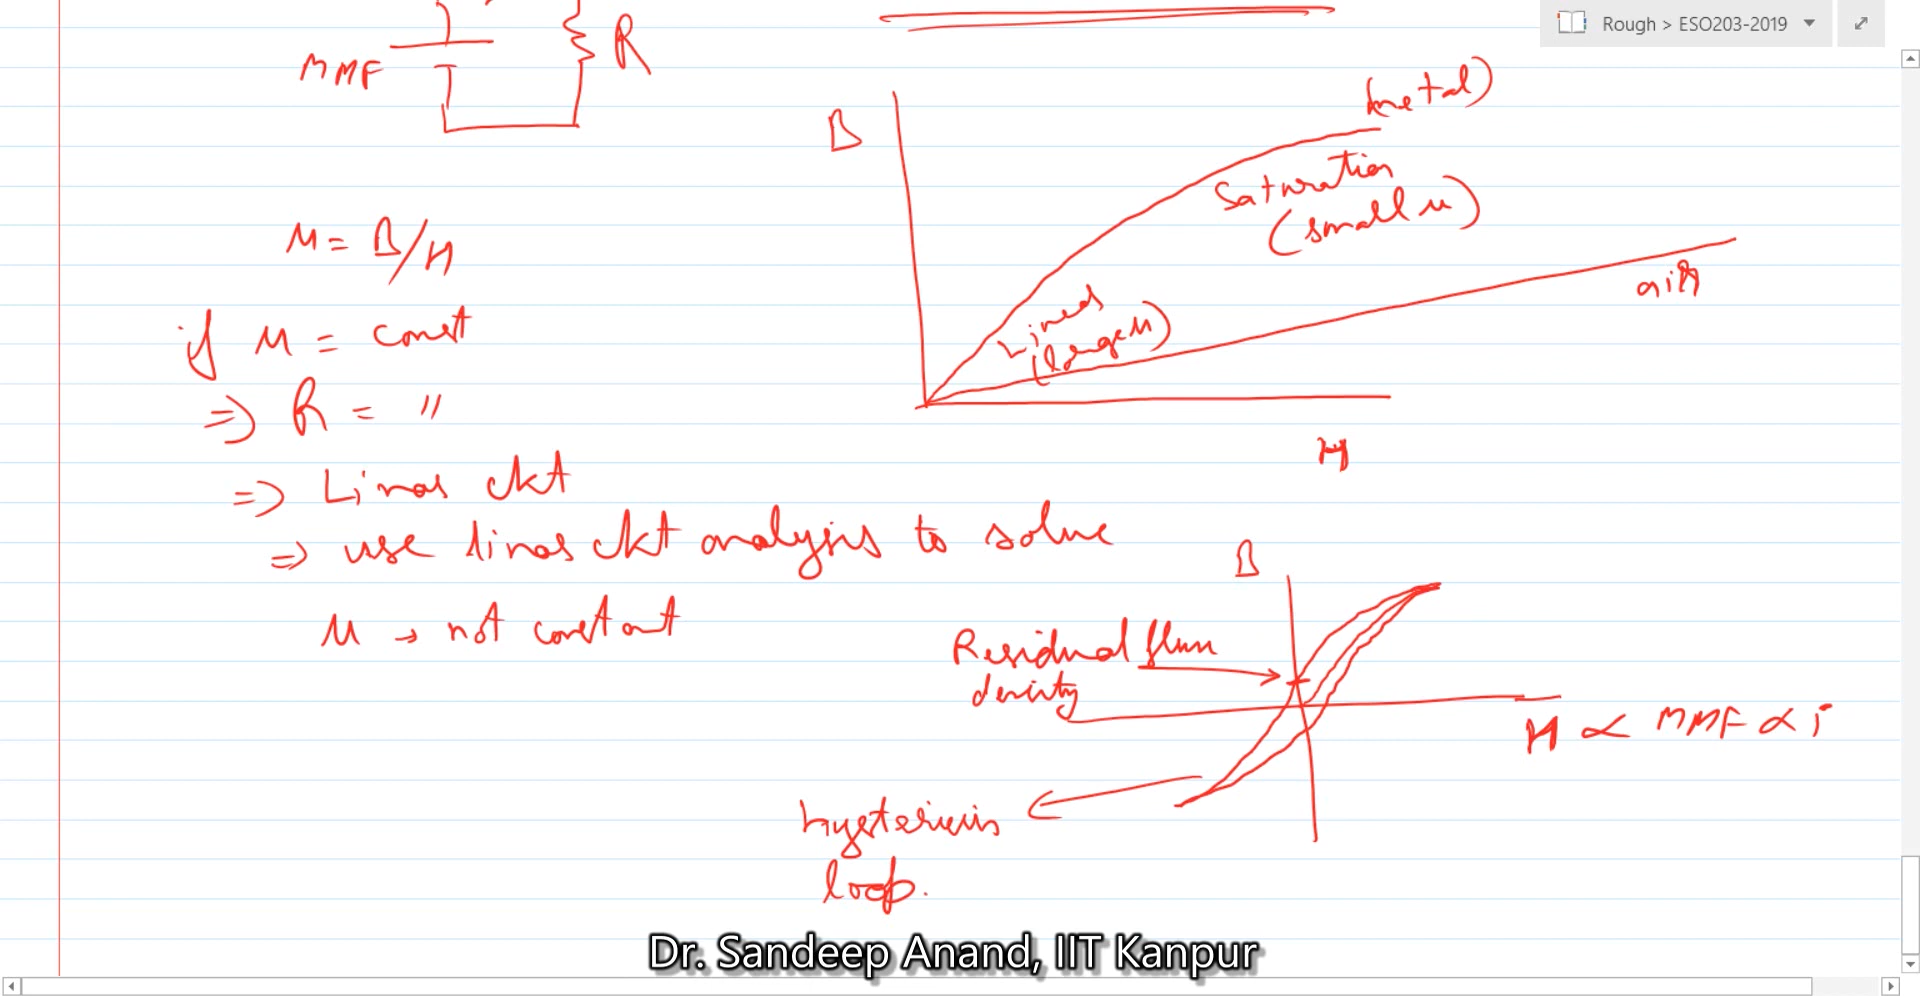 Rough > ESO203-2019
MMF
R
B
(metal)
Saturation
(small μ)
air
Linear
(large μ)
H
μ = B/H
if μ = const
=> R = "
=> Linear ckt
=> use linear ckt analysis to solve
μ → not constant
B
Residual flux
density
H ∝ MMF ∝ i
hysterisis
loop.
Dr. Sandeep Anand, IIT Kanpur